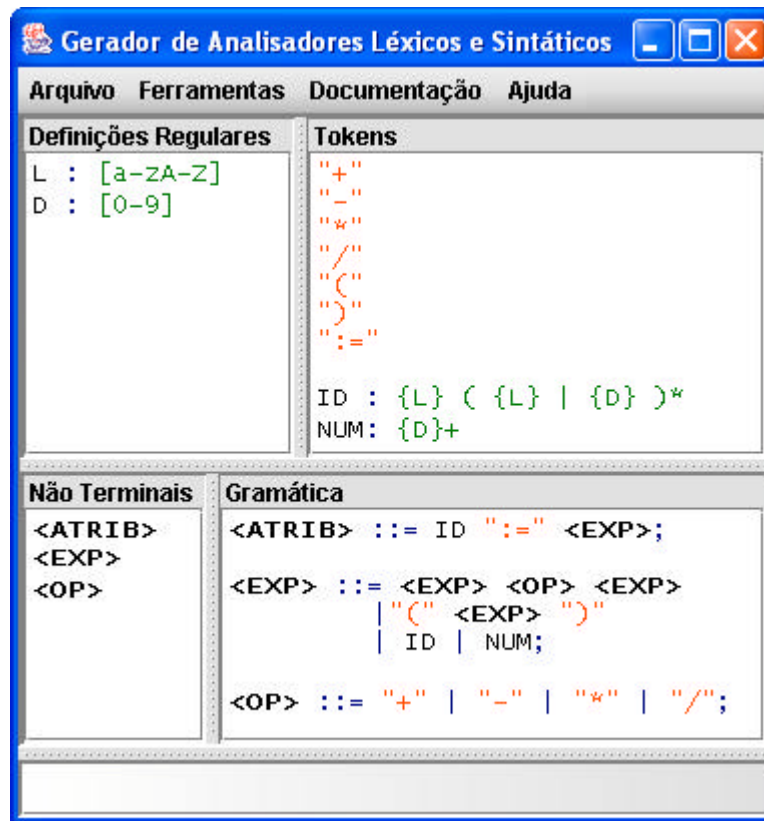 Gerador de Analisadores Léxicos e Sintáticos
Arquivo Ferramentas Documentação Ajuda
Definições Regulares
L : [a-zA-Z]
D : [0-9]
Tokens
"+"
"-"
"*"
"/"
"("
")"
":="
ID : {L} ( {L} | {D} )*
NUM: {D}+
Não Terminais
<ATRIB>
<EXP>
<OP>
Gramática
<ATRIB> ::= ID ":=" <EXP>;
<EXP> ::= <EXP> <OP> <EXP>
|"(" <EXP> ")"
| ID | NUM;
<OP> ::= "+" | "-" | "*" | "/";